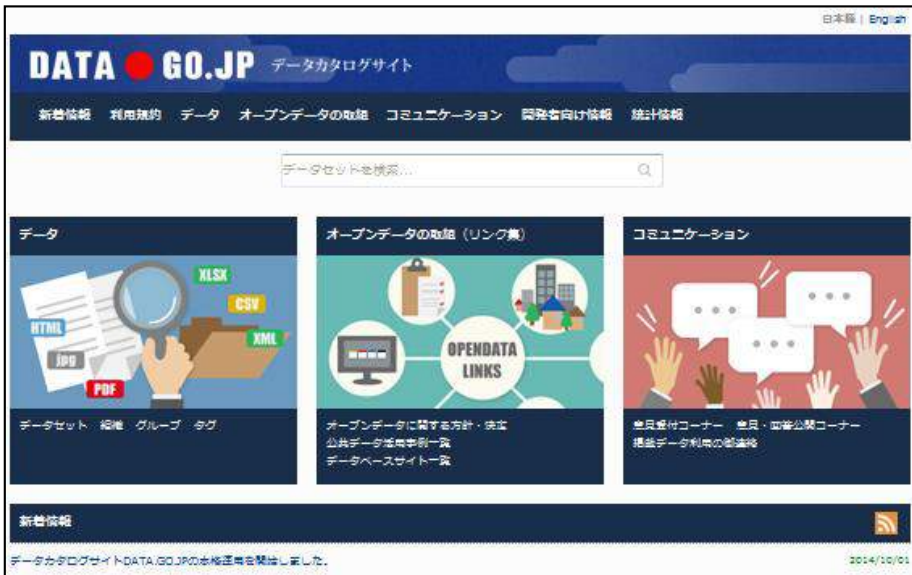 日本語 | English
DATA GO.JP データカタログサイト
新着情報 利用規約 データ オープンデータの取組 コミュニケーション 開発者向け情報 統計情報
データセットを検索...
データ
オープンデータの取組（リンク集）
コミュニケーション
XLSX
CSV
HTML
XML
jpg
PDF
OPENDATA
LINKS
データセット 組織 グループ タグ
オープンデータに関する方針・決定
公共データ活用事例一覧
データベースサイト一覧
意見受付コーナー 意見・回答公開コーナー
掲載データ利用の御連絡
新着情報
データカタログサイトDATA.GO.JPの本格運用を開始しました。
2014/10/01